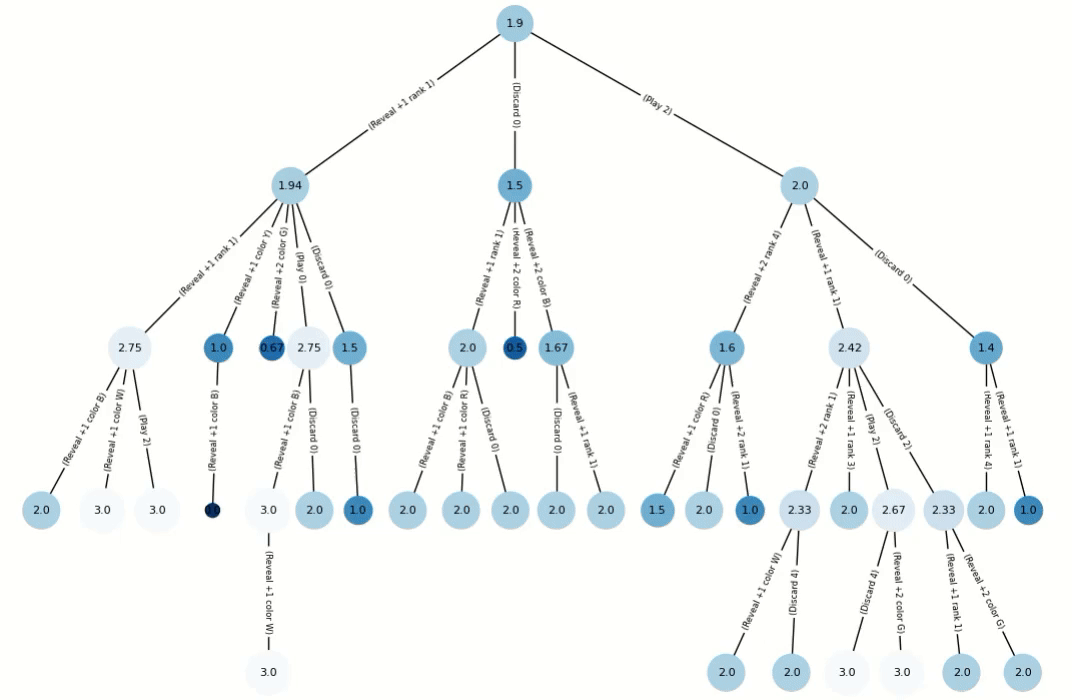 1.9
(Reveal +1 rank 1)
(Discard 0)
(Play 2)
1.94
1.5
2.0
(Reveal +1 rank 1)
(Reveal +1 color Y)
(Reveal +2 color G)
(Play 0)
(Discard 0)
(Reveal +1 rank 1)
(Reveal +2 color R)
(Reveal +2 color B)
(Reveal +2 rank 4)
(Reveal +1 rank 1)
(Discard 0)
2.75
1.0
0.67
2.75
1.5
2.0
0.5
1.67
1.6
2.42
1.4
(Reveal +1 color B)
(Reveal +1 color W)
(Play 2)
(Reveal +1 color B)
(Reveal +1 color B)
(Discard 0)
(Discard 0)
(Reveal +1 color B)
(Reveal +1 color R)
(Discard 0)
(Discard 0)
(Reveal +1 rank 1)
(Reveal +1 color R)
(Discard 0)
(Reveal +2 rank 1)
(Reveal +2 rank 1)
(Reveal +1 rank 3)
(Play 2)
(Discard 2)
(Reveal +1 rank 4)
(Reveal +1 rank 1)
2.0
3.0
3.0
3.0
2.0
1.0
2.0
2.0
2.0
2.0
2.0
1.5
2.0
1.0
2.33
2.0
2.67
2.33
2.0
1.0
(Reveal +1 color W)
(Reveal +1 color W)
(Discard 4)
(Discard 4)
(Reveal +2 color G)
(Reveal +1 rank 1)
(Reveal +2 color G)
3.0
2.0
2.0
3.0
3.0
2.0
2.0